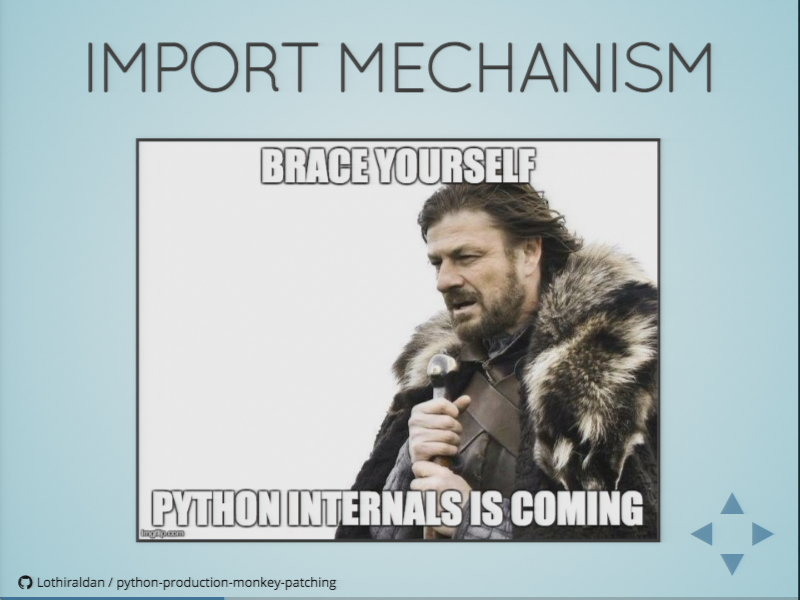 IMPORT MECHANISM
BRACE YOURSELF
PYTHON INTERNALS IS COMING
imgflip.com
Lothiraldan / python-production-monkey-patching